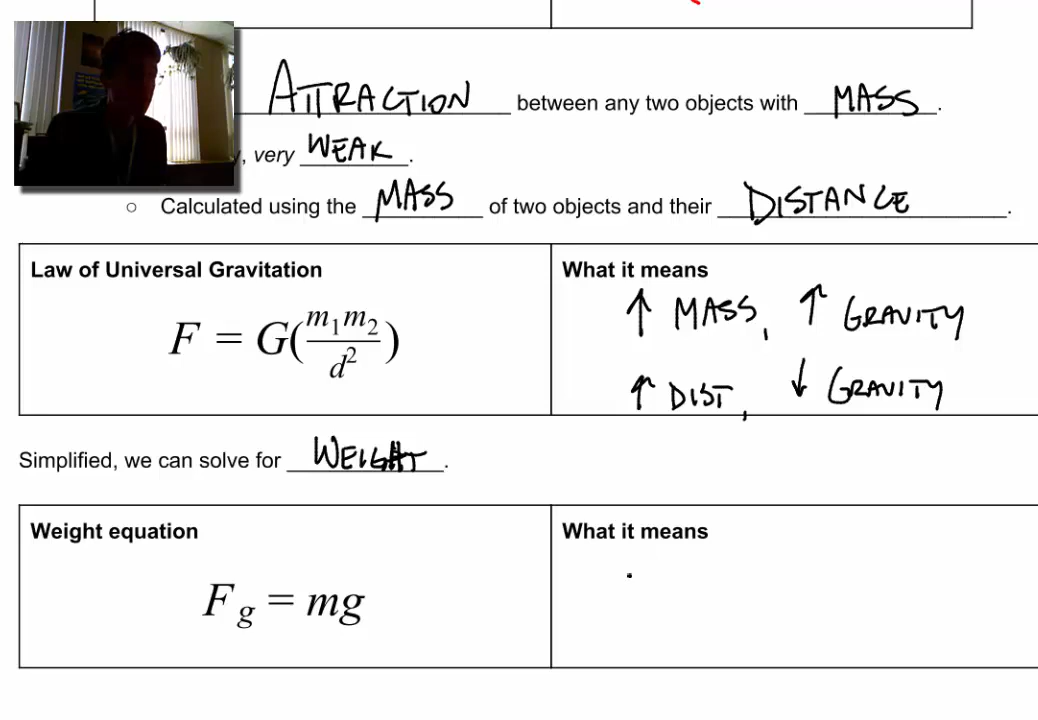 ATTRACTION between any two objects with MASS.
, very WEAK.
○ Calculated using the MASS of two objects and their DISTANCE.
Law of Universal Gravitation
F = G(m₁m₂/d²)
What it means
↑ MASS, ↑ GRAVITY
↑ DIST, ↓ GRAVITY
Simplified, we can solve for WEIGHT.
Weight equation
F g = mg
What it means